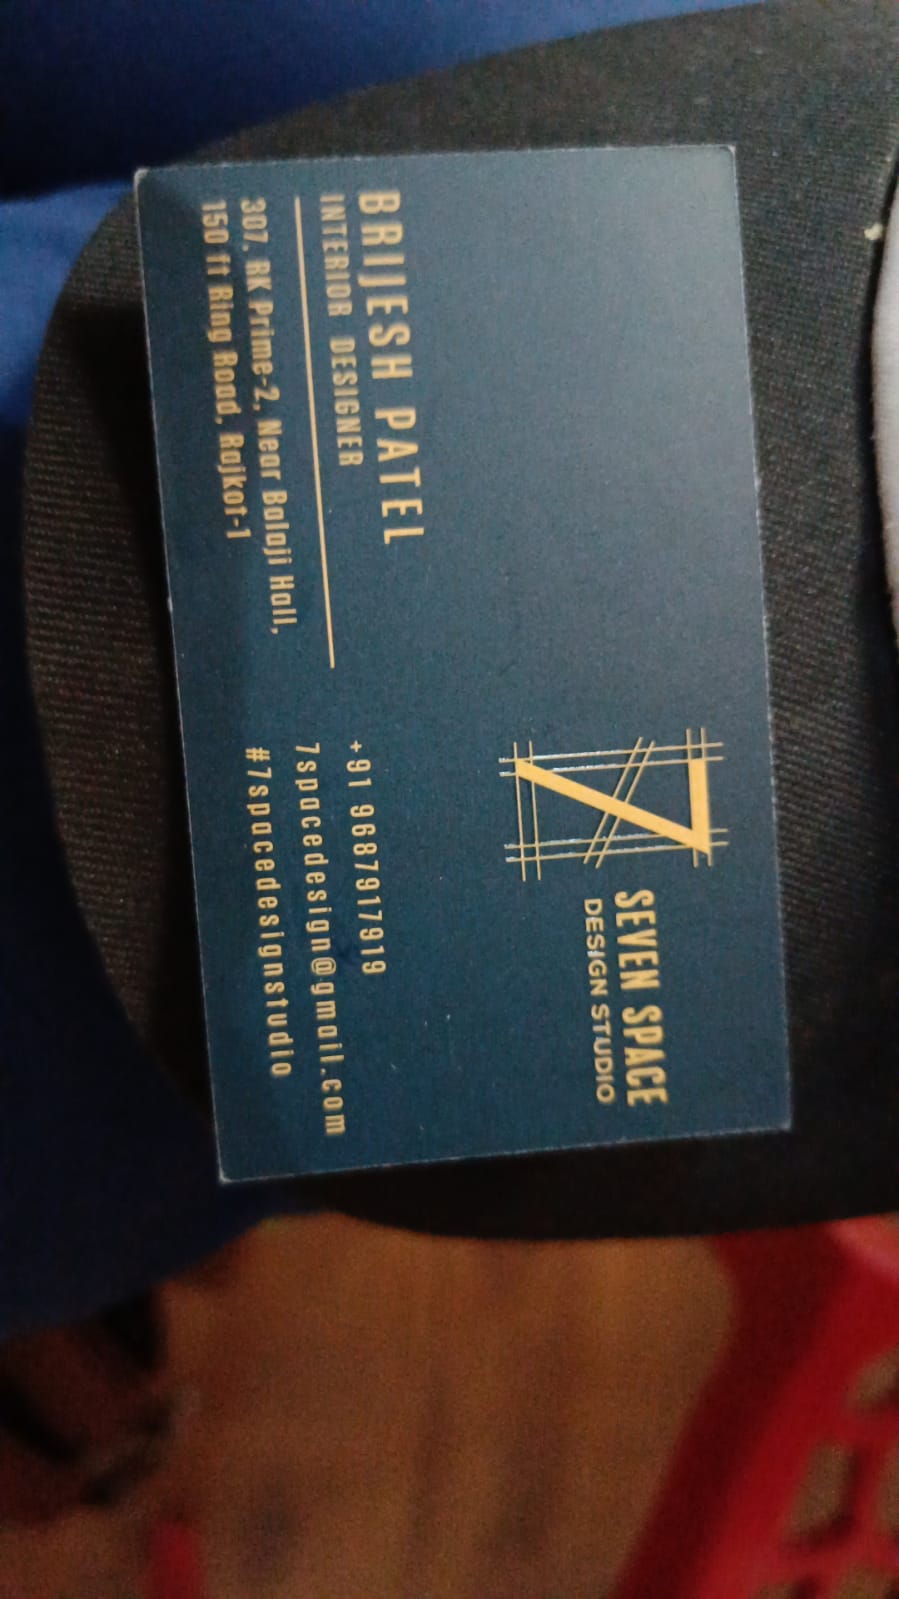 SEVEN SPACE
DESIGN STUDIO
BRIJESH PATEL
INTERIOR DESIGNER
307, RK Prime-2, Near Balaji Hall,
150 ft Ring Road, Rajkot-1
+91 9687917919
7spacedesign@gmail.com
#7spacedesignstudio